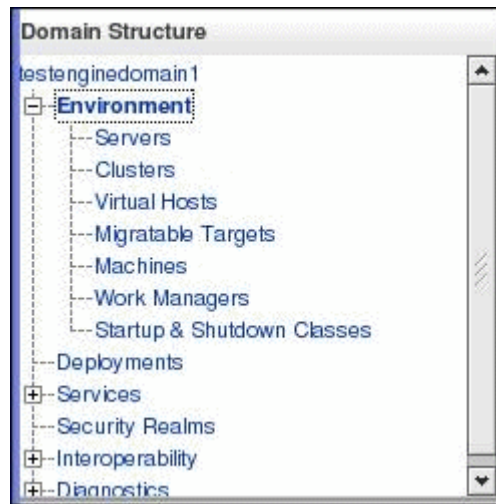 Domain Structure
testenginedomain1
Environment
Servers
Clusters
Virtual Hosts
Migratable Targets
Machines
Work Managers
Startup & Shutdown Classes
Deployments
Services
Security Realms
Interoperability
Diagnostics